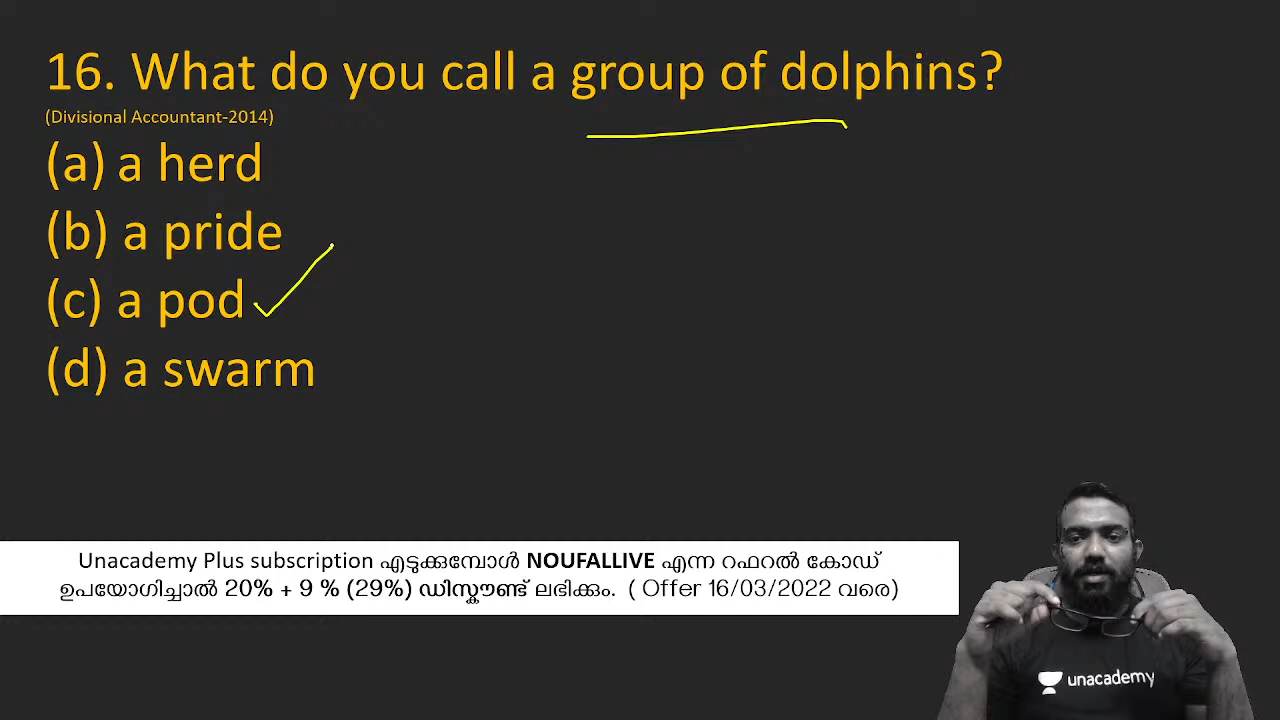 16. What do you call a group of dolphins?
(Divisional Accountant-2014)
(a) a herd
(b) a pride
(c) a pod
(d) a swarm
Unacademy Plus subscription എടുക്കുമ്പോൾ NOUFALLIVE എന്ന റഫറൽ കോഡ്
ഉപയോഗിച്ചാൽ 20% + 9 % (29%) ഡിസ്കൗണ്ട് ലഭിക്കും. ( Offer 16/03/2022 വരെ)
unacademy